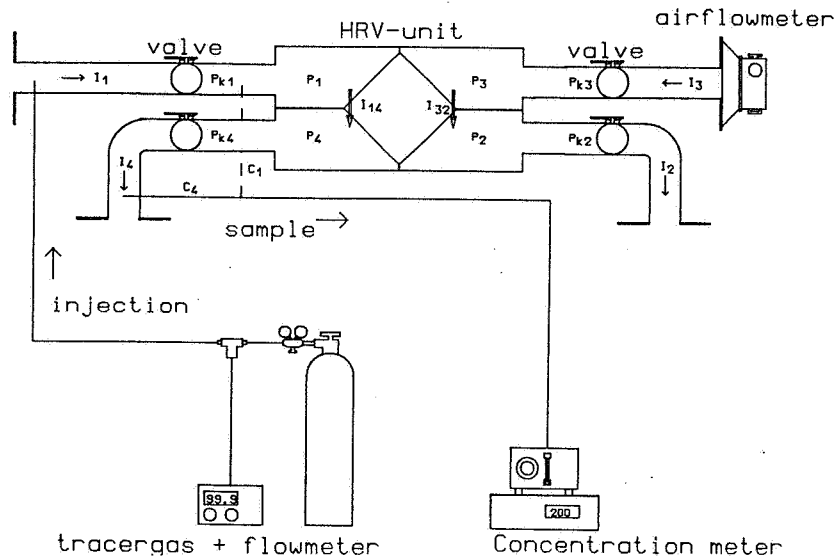 airflowmeter
HRV-unit
valve
valve
I1
Pk1
P1
P3
Pk3
I3
I14
I32
Pk4
P4
P2
Pk2
I4
C1
I2
C4
sample
injection
99.9
200
tracergas + flowmeter
Concentration meter